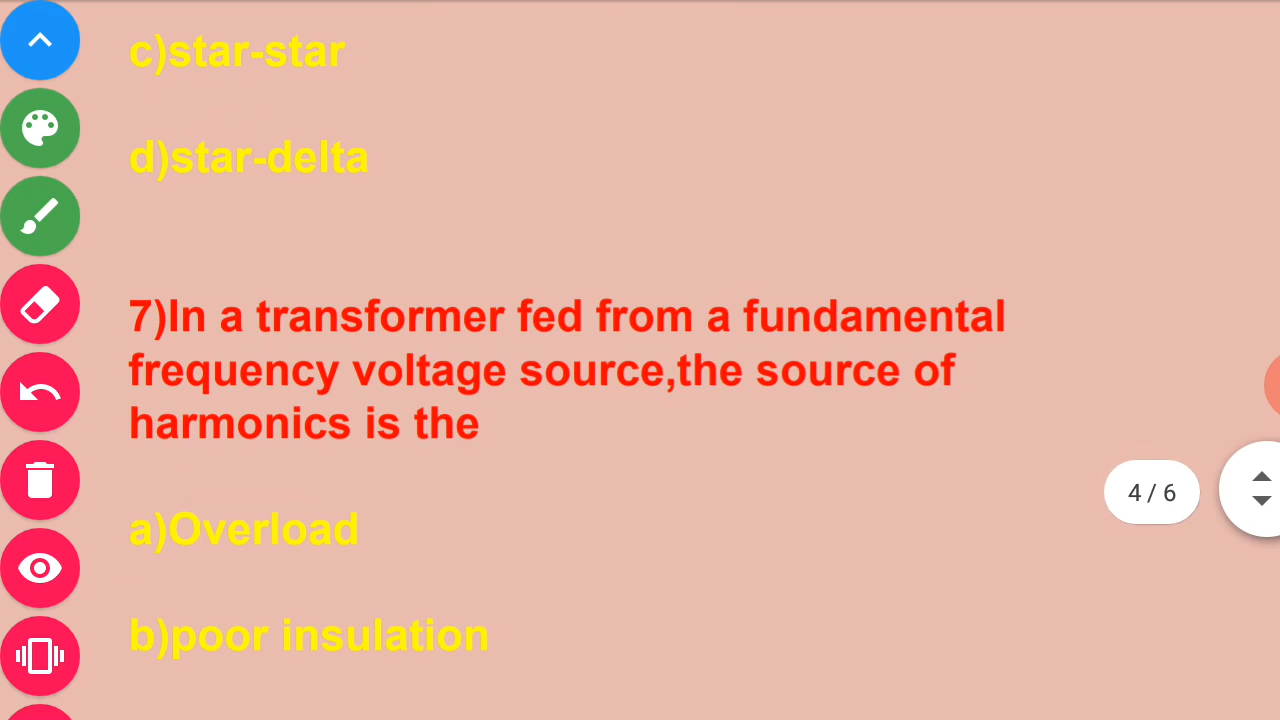 c)star-star
d)star-delta
7)In a transformer fed from a fundamental
frequency voltage source,the source of
harmonics is the
a)Overload
b)poor insulation
4 / 6